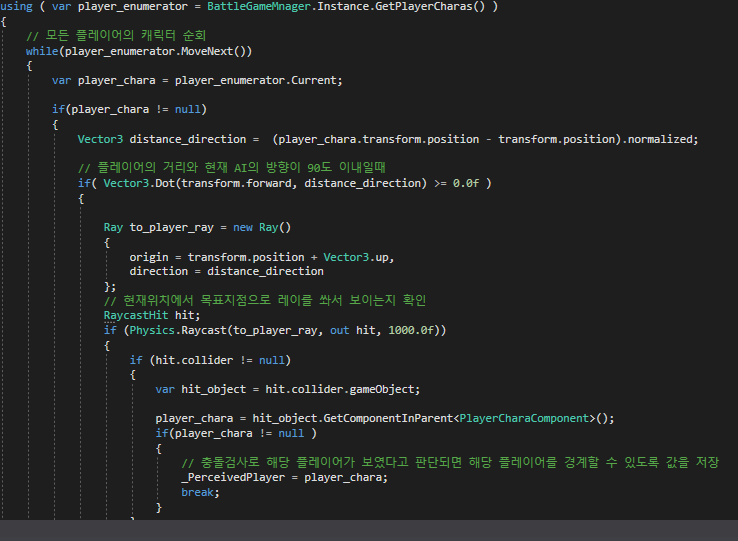 using ( var player_enumerator = BattleGameMnager.Instance.GetPlayerCharas() )
{
// 모든 플레이어의 캐릭터 순회
while(player_enumerator.MoveNext())
{
var player_chara = player_enumerator.Current;
if(player_chara != null)
{
Vector3 distance_direction =  (player_chara.transform.position - transform.position).normalized;
// 플레이어의 거리와 현재 AI의 방향이 90도 이내일때
if( Vector3.Dot(transform.forward, distance_direction) >= 0.0f )
{
Ray to_player_ray = new Ray()
{
origin = transform.position + Vector3.up,
direction = distance_direction
};
// 현재위치에서 목표지점으로 레이를 쏴서 보이는지 확인
RaycastHit hit;
if (Physics.Raycast(to_player_ray, out hit, 1000.0f))
{
if (hit.collider != null)
{
var hit_object = hit.collider.gameObject;
player_chara = hit_object.GetComponentInParent<PlayerCharaComponent>();
if(player_chara != null )
{
// 충돌검사로 해당 플레이어가 보였다고 판단되면 해당 플레이어를 경계할 수 있도록 값을 저장
_PerceivedPlayer = player_chara;
break;
}